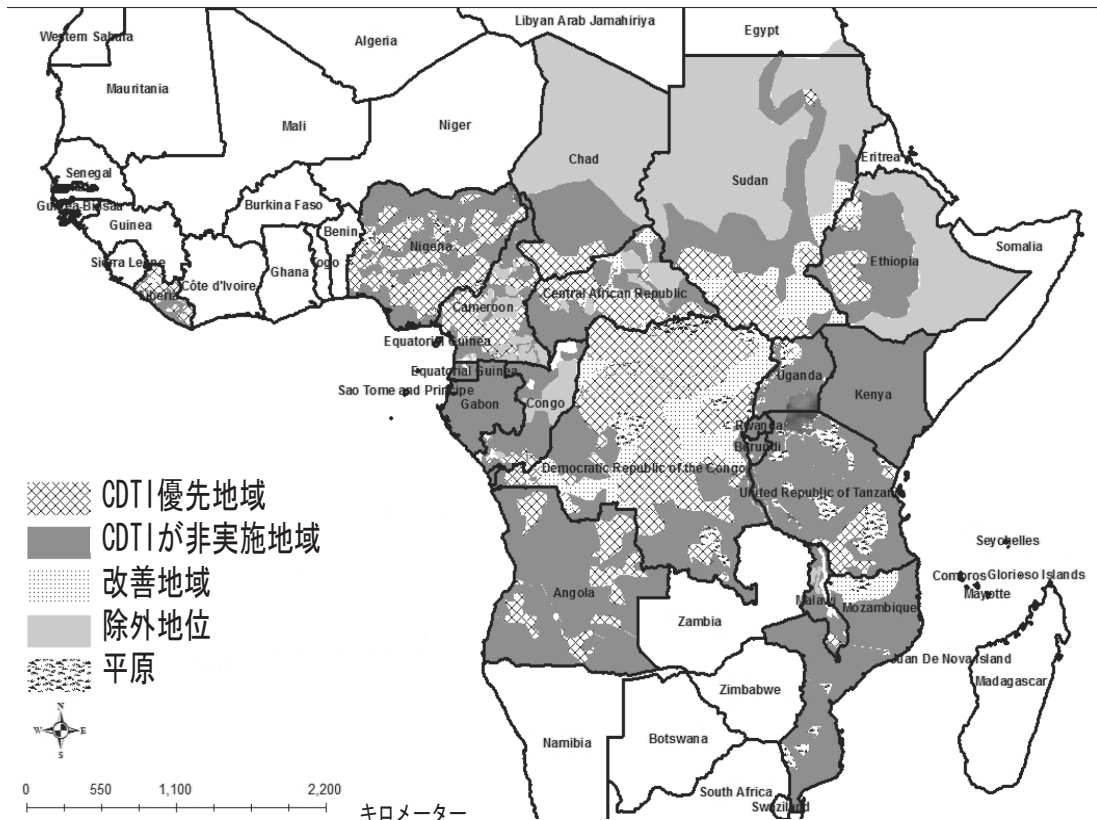 Libyan Arab Jamahiriya
Egypt
Western Sahara
Algeria
Mauritania
Mali
Niger
Chad
Sudan
Eritrea
Senegal
Guinea-Bissau
Burkina Faso
Guinea
Benin
Nigeria
Somalia
Sierra Leone
Côte d'Ivoire
Ghana
Togo
Ethiopia
Liberia
Central African Republic
Cameroon
Equatorial Guinea
Equatorial Guinea
Uganda
Sao Tome and Principe
Gabon
Congo
Kenya
Rwanda
Burundi
Democratic Republic of the Congo
United Republic of Tanzania
Seychelles
Comoros
Glorioso Islands
Mayotte
Angola
Malawi
Mozambique
Zambia
Juan De Nova Island
Madagascar
Zimbabwe
Namibia
Botswana
South Africa
Swaziland
CDTI優先地域
CDTIが非実施地域
改善地域
除外地位
平原
N
W E
S
0 550 1,100 2,200
キロメーター